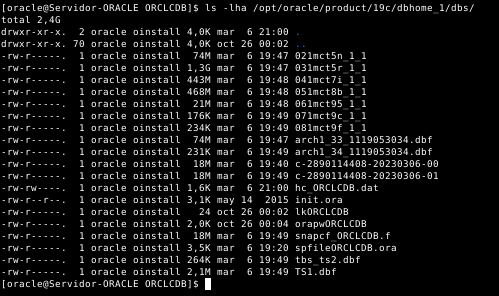 [oracle@Servidor-ORACLE ORCLCDB]$ ls -lha /opt/oracle/product/19c/dbhome_1/dbs/
total 2,4G
drwxr-xr-x.  2 oracle oinstall 4,0K mar  6 21:00 .
drwxr-xr-x. 70 oracle oinstall 4,0K oct 26 00:02 ..
-rw-r-----.  1 oracle oinstall  74M mar  6 19:47 021mct5n_1_1
-rw-r-----.  1 oracle oinstall 1,3G mar  6 19:47 031mct5r_1_1
-rw-r-----.  1 oracle oinstall 443M mar  6 19:48 041mct7i_1_1
-rw-r-----.  1 oracle oinstall 468M mar  6 19:48 051mct8b_1_1
-rw-r-----.  1 oracle oinstall  21M mar  6 19:48 061mct95_1_1
-rw-r-----.  1 oracle oinstall 176K mar  6 19:49 071mct9c_1_1
-rw-r-----.  1 oracle oinstall 234K mar  6 19:49 081mct9f_1_1
-rw-r-----.  1 oracle oinstall  74M mar  6 19:47 arch1_33_1119053034.dbf
-rw-r-----.  1 oracle oinstall 231K mar  6 19:49 arch1_34_1119053034.dbf
-rw-r-----.  1 oracle oinstall  18M mar  6 19:40 c-2890114408-20230306-00
-rw-r-----.  1 oracle oinstall  18M mar  6 19:49 c-2890114408-20230306-01
-rw-rw----.  1 oracle oinstall 1,6K mar  6 21:00 hc_ORCLCDB.dat
-rw-r--r--.  1 oracle oinstall 3,1K may 14  2015 init.ora
-rw-r-----.  1 oracle oinstall   24 oct 26 00:02 lkORCLCDB
-rw-r-----.  1 oracle oinstall 2,0K oct 26 00:04 orapwORCLCDB
-rw-r-----.  1 oracle oinstall  18M mar  6 19:49 snapcf_ORCLCDB.f
-rw-r-----.  1 oracle oinstall 3,5K mar  6 19:20 spfileORCLCDB.ora
-rw-r-----.  1 oracle oinstall 264K mar  6 19:49 tbs_ts2.dbf
-rw-r-----.  1 oracle oinstall 2,1M mar  6 19:49 TS1.dbf
[oracle@Servidor-ORACLE ORCLCDB]$